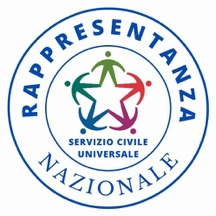 RAPPRESENTANZA
SERVIZIO CIVILE
UNIVERSALE
NAZIONALE